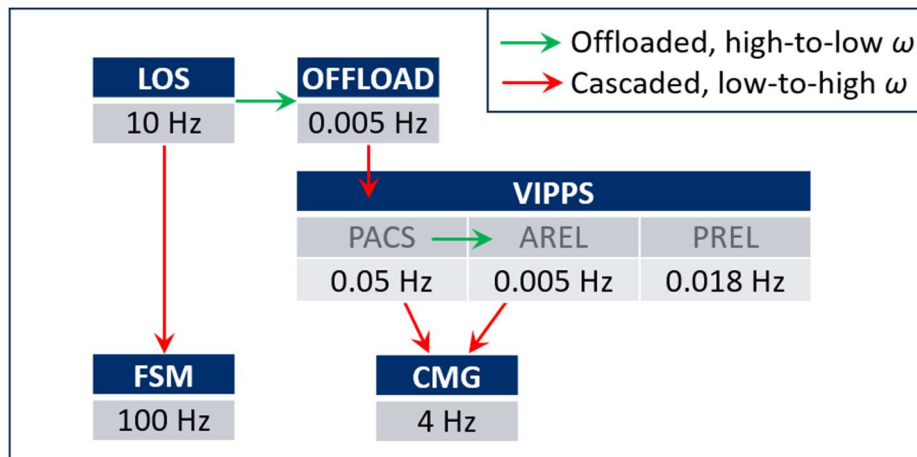 Offloaded, high-to-low ω
Cascaded, low-to-high ω
LOS
10 Hz
OFFLOAD
0.005 Hz
VIPPS
PACS AREL PREL
0.05 Hz 0.005 Hz 0.018 Hz
FSM
100 Hz
CMG
4 Hz